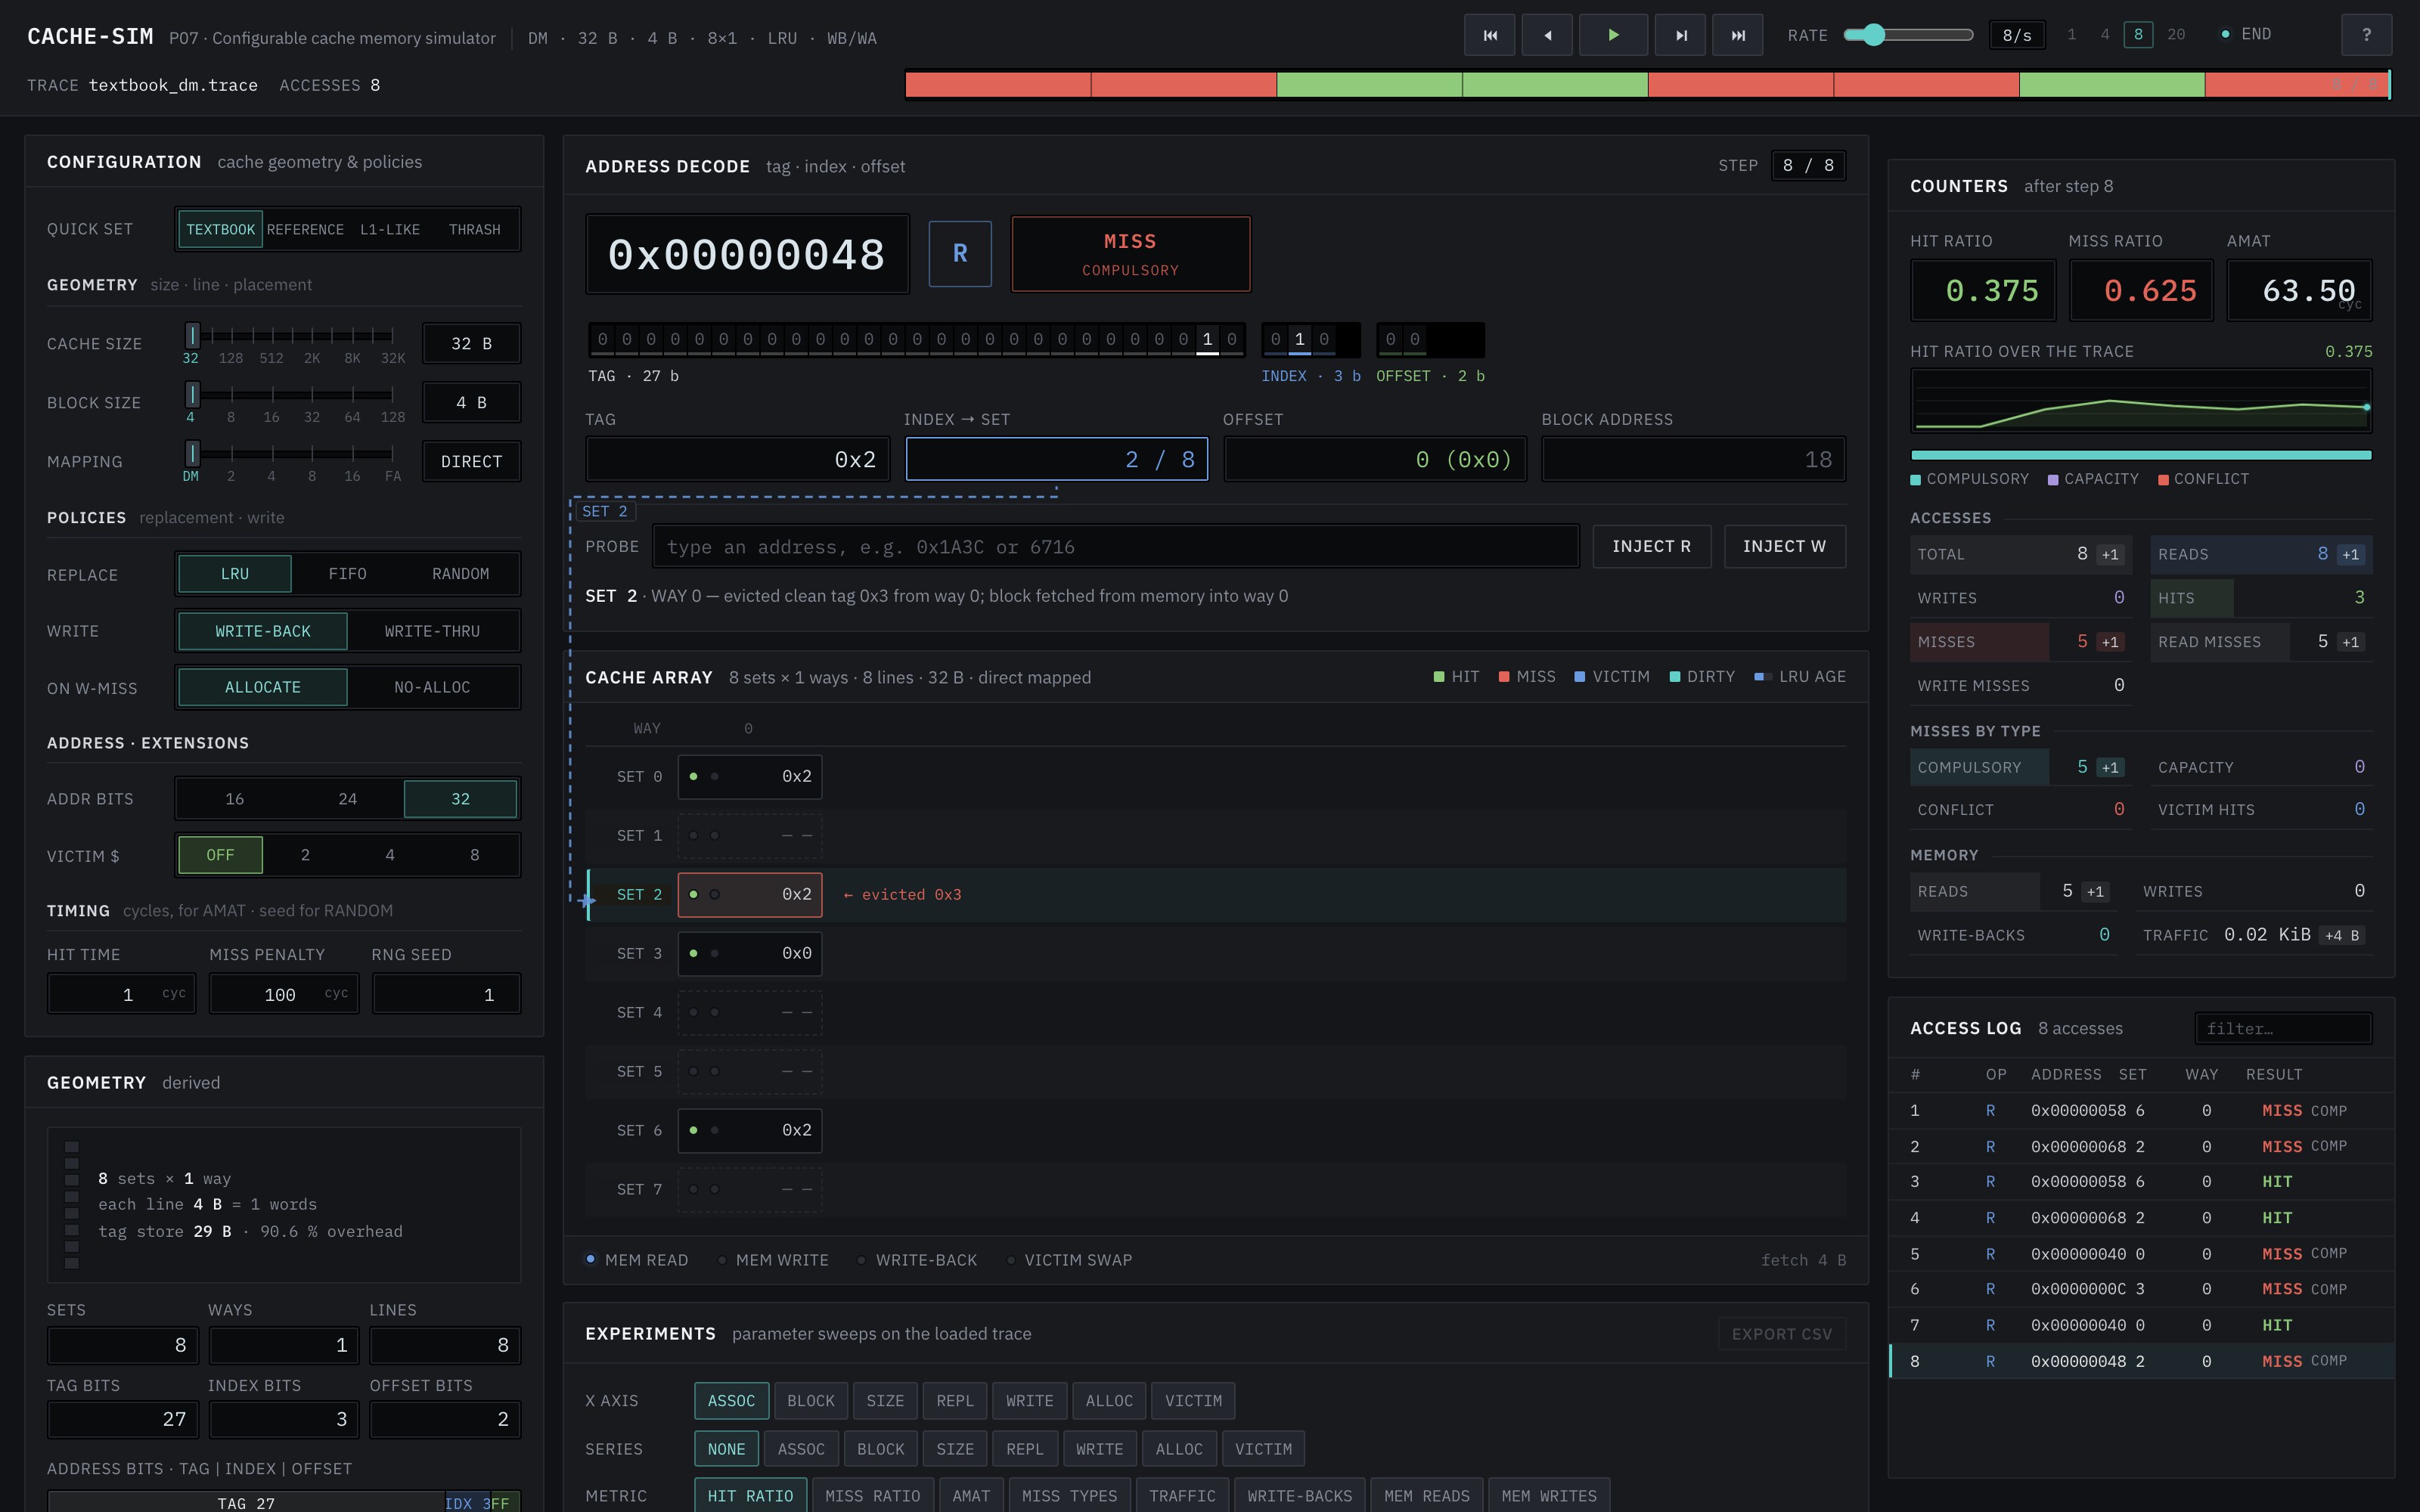 CACHE-SIM P07 · Configurable cache memory simulator DM · 32 B · 4 B · 8×1 · LRU · WB/WA
RATE 8/s 1 4 8 20 END ?
TRACE textbook_dm.trace ACCESSES 8
CONFIGURATION cache geometry & policies
QUICK SET TEXTBOOK REFERENCE L1-LIKE THRASH
GEOMETRY size · line · placement
CACHE SIZE 32 B
32 128 512 2K 8K 32K
BLOCK SIZE 4 B
4 8 16 32 64 128
MAPPING DIRECT
DM 2 4 8 16 FA
POLICIES replacement · write
REPLACE LRU FIFO RANDOM
WRITE WRITE-BACK WRITE-THRU
ON W-MISS ALLOCATE NO-ALLOC
ADDRESS · EXTENSIONS
ADDR BITS 16 24 32
VICTIM $ OFF 2 4 8
TIMING cycles, for AMAT · seed for RANDOM
HIT TIME MISS PENALTY RNG SEED
1 cyc 100 cyc 1
GEOMETRY derived
8 sets × 1 way
each line 4 B = 1 words
tag store 29 B · 90.6 % overhead
SETS WAYS LINES
8 1 8
TAG BITS INDEX BITS OFFSET BITS
27 3 2
ADDRESS BITS · TAG | INDEX | OFFSET
TAG 27 IDX 3 FF
ADDRESS DECODE tag · index · offset STEP 8 / 8
0x00000048 R MISS
COMPULSORY
0 0 0 0 0 0 0 0 0 0 0 0 0 0 0 0 0 0 0 0 0 0 0 0 0 1 0 0 1 0 0 0
TAG · 27 b INDEX · 3 b OFFSET · 2 b
TAG INDEX → SET OFFSET BLOCK ADDRESS
0x2 2 / 8 0 (0x0) 18
SET 2
PROBE type an address, e.g. 0x1A3C or 6716 INJECT R INJECT W
SET 2 · WAY 0 — evicted clean tag 0x3 from way 0; block fetched from memory into way 0
CACHE ARRAY 8 sets × 1 ways · 8 lines · 32 B · direct mapped HIT MISS VICTIM DIRTY LRU AGE
WAY 0
SET 0 0x2
SET 1 — —
SET 2 0x2 ← evicted 0x3
SET 3 0x0
SET 4 — —
SET 5 — —
SET 6 0x2
SET 7 — —
MEM READ MEM WRITE WRITE-BACK VICTIM SWAP fetch 4 B
EXPERIMENTS parameter sweeps on the loaded trace EXPORT CSV
X AXIS ASSOC BLOCK SIZE REPL WRITE ALLOC VICTIM
SERIES NONE ASSOC BLOCK SIZE REPL WRITE ALLOC VICTIM
METRIC HIT RATIO MISS RATIO AMAT MISS TYPES TRAFFIC WRITE-BACKS MEM READS MEM WRITES
COUNTERS after step 8
HIT RATIO MISS RATIO AMAT
0.375 0.625 63.50 cyc
HIT RATIO OVER THE TRACE 0.375
COMPULSORY CAPACITY CONFLICT
ACCESSES
TOTAL 8 +1 READS 8 +1
WRITES 0 HITS 3
MISSES 5 +1 READ MISSES 5 +1
WRITE MISSES 0
MISSES BY TYPE
COMPULSORY 5 +1 CAPACITY 0
CONFLICT 0 VICTIM HITS 0
MEMORY
READS 5 +1 WRITES 0
WRITE-BACKS 0 TRAFFIC 0.02 KiB +4 B
ACCESS LOG 8 accesses filter…
# OP ADDRESS SET WAY RESULT
1 R 0x00000058 6 0 MISS COMP
2 R 0x00000068 2 0 MISS COMP
3 R 0x00000058 6 0 HIT
4 R 0x00000068 2 0 HIT
5 R 0x00000040 0 0 MISS COMP
6 R 0x0000000C 3 0 MISS COMP
7 R 0x00000040 0 0 HIT
8 R 0x00000048 2 0 MISS COMP